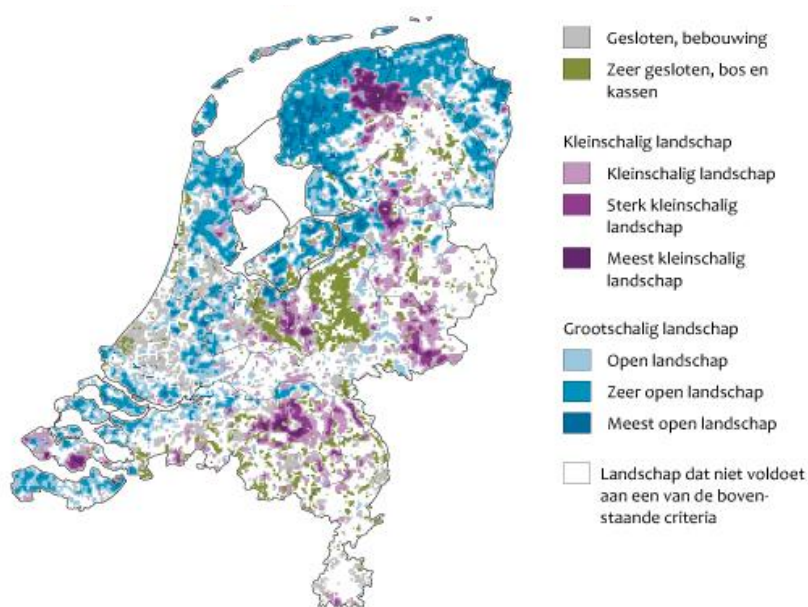 Gesloten, bebouwing
Zeer gesloten, bos en
kassen
Kleinschalig landschap
Kleinschalig landschap
Sterk kleinschalig
landschap
Meest kleinschalig
landschap
Grootschalig landschap
Open landschap
Zeer open landschap
Meest open landschap
Landschap dat niet voldoet
aan een van de boven-
staande criteria